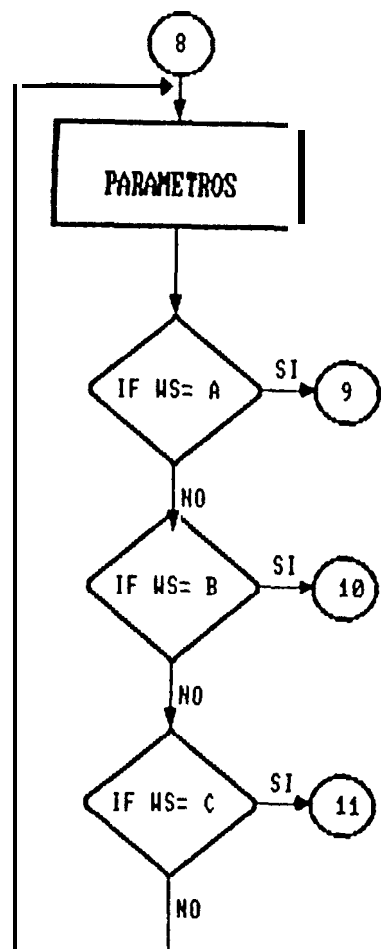 8
PARAMETROS
IF WS= A
SI
9
NO
IF WS= B
SI
10
NO
IF WS= C
SI
11
NO